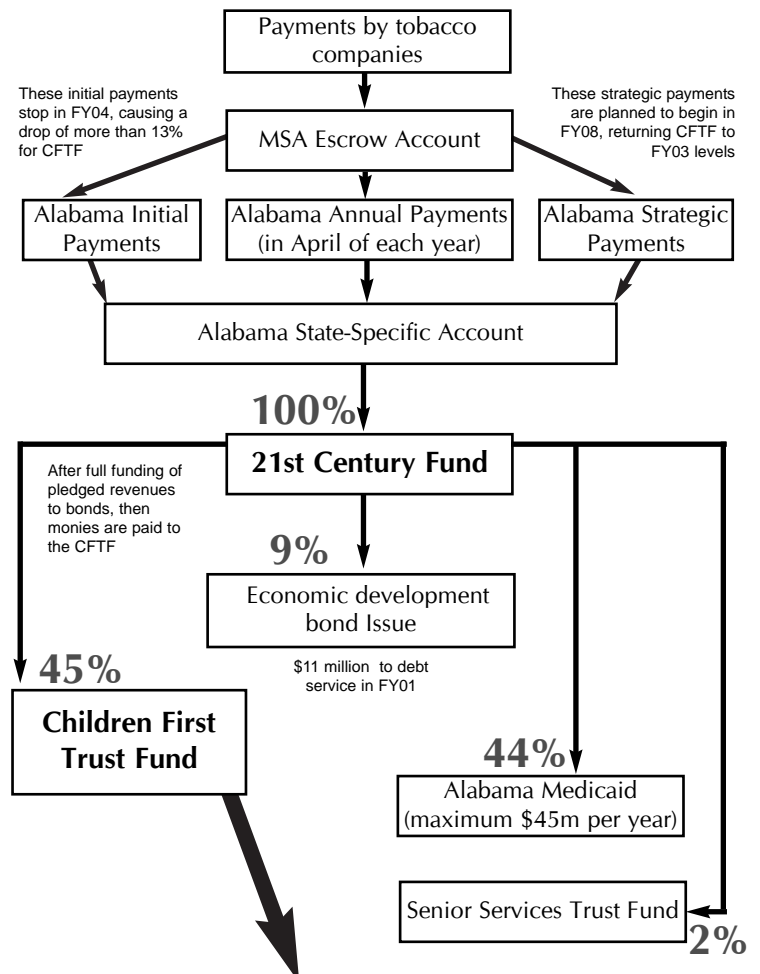 Payments by tobacco
companies
These initial payments
stop in FY04, causing a
drop of more than 13%
for CFTF
These strategic payments
are planned to begin in
FY08, returning CFTF to
FY03 levels
MSA Escrow Account
Alabama Initial
Payments
Alabama Annual Payments
(in April of each year)
Alabama Strategic
Payments
Alabama State-Specific Account
100%
21st Century Fund
After full funding of
pledged revenues
to bonds, then
monies are paid to
the CFTF
9%
Economic development
bond Issue
$11 million to debt
service in FY01
45%
Children First
Trust Fund
44%
Alabama Medicaid
(maximum $45m per year)
Senior Services Trust Fund
2%